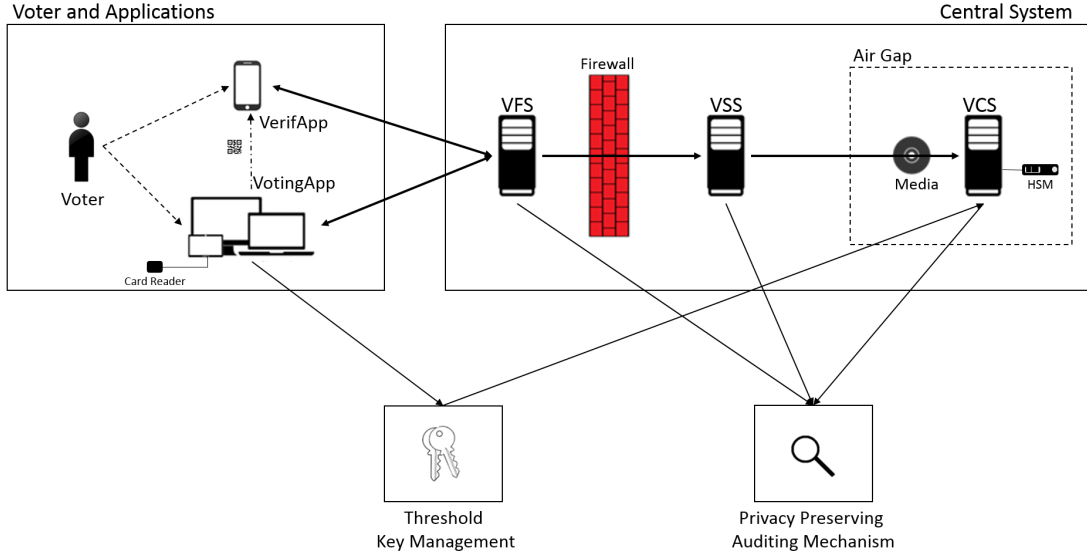 Voter and Applications
Central System
Air Gap
Firewall
VFS
VSS
VCS
VerifApp
VotingApp
Voter
Media
HSM
Card Reader
Threshold
Key Management
Privacy Preserving
Auditing Mechanism